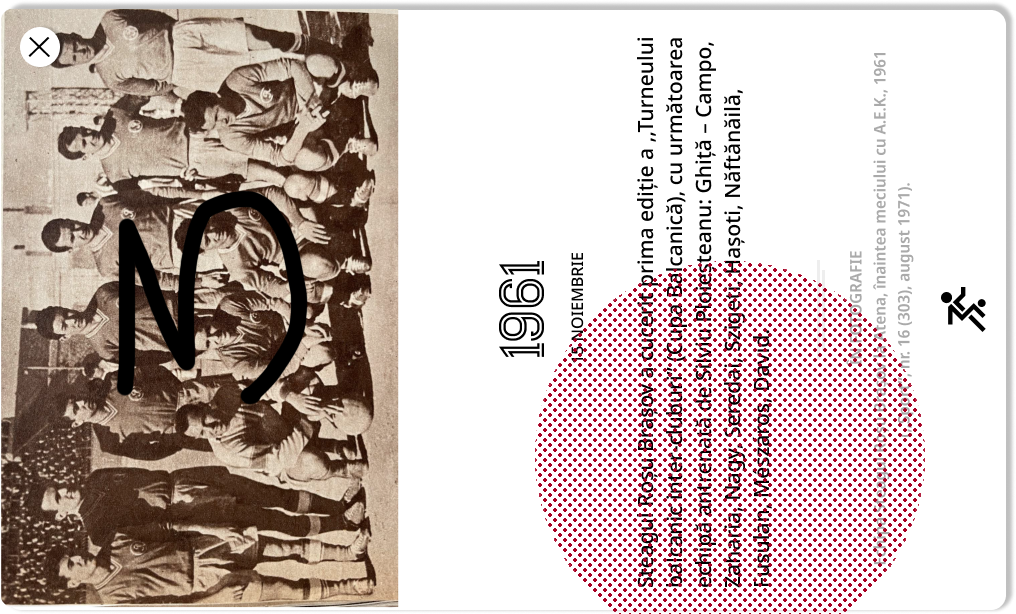 1961
15 NOIEMBRIE
Steagul Roșu Brașov a cucerit prima ediție a ,,Turneului
balcanic inter-cluburi" (Cupa Balcanică), cu următoarea
echipă antrenată de Silviu Ploieșteanu: Ghiță – Campo,
Zaharia, Nagy, Seredai, Szigeti, Hașoti, Năftănăilă,
Fusulan, Meszaros, David.
FOTOGRAFIE
Atena, înaintea meciului cu A.E.K., 1961
nr. 16 (303), august 1971).